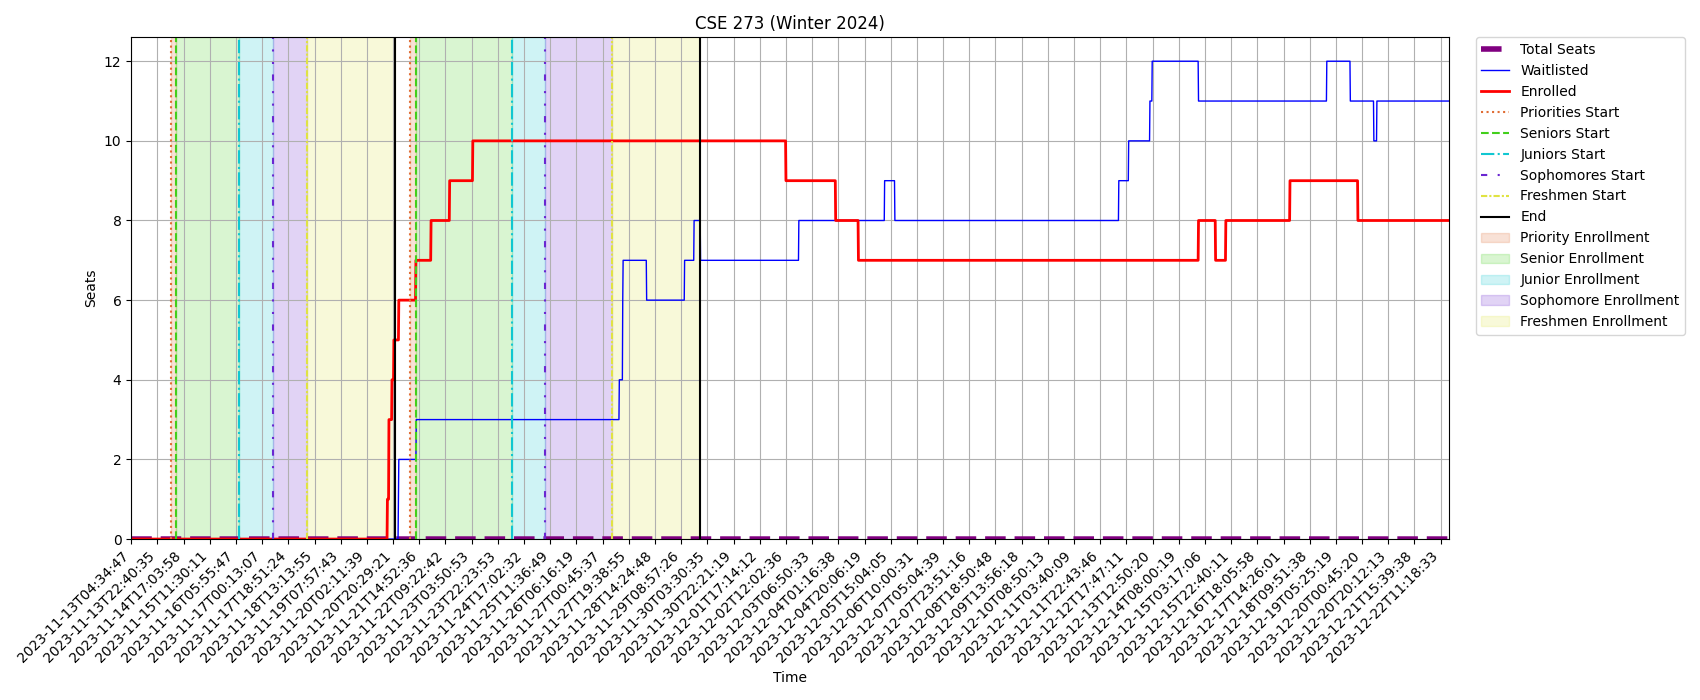 CSE 273 (Winter 2024)
Seats
12
10
8
6
4
2
0
2023-11-13T04:34:47
2023-11-13T22:40:35
2023-11-14T17:03:58
2023-11-15T11:30:11
2023-11-16T05:55:47
2023-11-17T00:13:07
2023-11-17T18:51:24
2023-11-18T13:13:55
2023-11-19T07:57:43
2023-11-20T02:11:39
2023-11-20T20:29:21
2023-11-21T14:52:36
2023-11-22T09:22:42
2023-11-23T03:50:53
2023-11-23T22:23:53
2023-11-24T17:02:32
2023-11-25T11:36:49
2023-11-26T06:16:19
2023-11-27T00:45:37
2023-11-27T19:38:55
2023-11-28T14:24:48
2023-11-29T08:57:26
2023-11-30T03:30:35
2023-11-30T22:21:19
2023-12-01T17:14:12
2023-12-02T12:02:36
2023-12-03T06:50:33
2023-12-04T01:16:38
2023-12-04T20:06:19
2023-12-05T15:04:05
2023-12-06T10:00:31
2023-12-07T05:04:39
2023-12-07T23:51:16
2023-12-08T18:50:48
2023-12-09T13:56:18
2023-12-10T08:50:13
2023-12-11T03:40:09
2023-12-11T22:43:46
2023-12-12T17:47:11
2023-12-13T12:50:20
2023-12-14T08:00:19
2023-12-15T03:17:06
2023-12-15T22:40:11
2023-12-16T18:05:58
2023-12-17T14:26:01
2023-12-18T09:51:38
2023-12-19T05:25:19
2023-12-20T00:45:20
2023-12-20T20:12:13
2023-12-21T15:39:38
2023-12-22T11:18:33
Time
Total Seats
Waitlisted
Enrolled
Priorities Start
Seniors Start
Juniors Start
Sophomores Start
Freshmen Start
End
Priority Enrollment
Senior Enrollment
Junior Enrollment
Sophomore Enrollment
Freshmen Enrollment